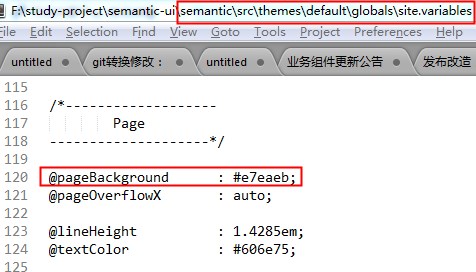 F:\study-project\semantic-ui\semantic\src\themes\default\globals\site.variables
it Selection Find View Goto Tools Project Preferences Help
untitled git转换修改: untitled 业务组件更新公告 发布改造
115
116 /*-------------------
117 Page
118 --------------------*/
119
120 @pageBackground : #e7eaeb;
121 @pageOverflowX : auto;
122
123 @lineHeight : 1.4285em;
124 @textColor : #606e75;
125